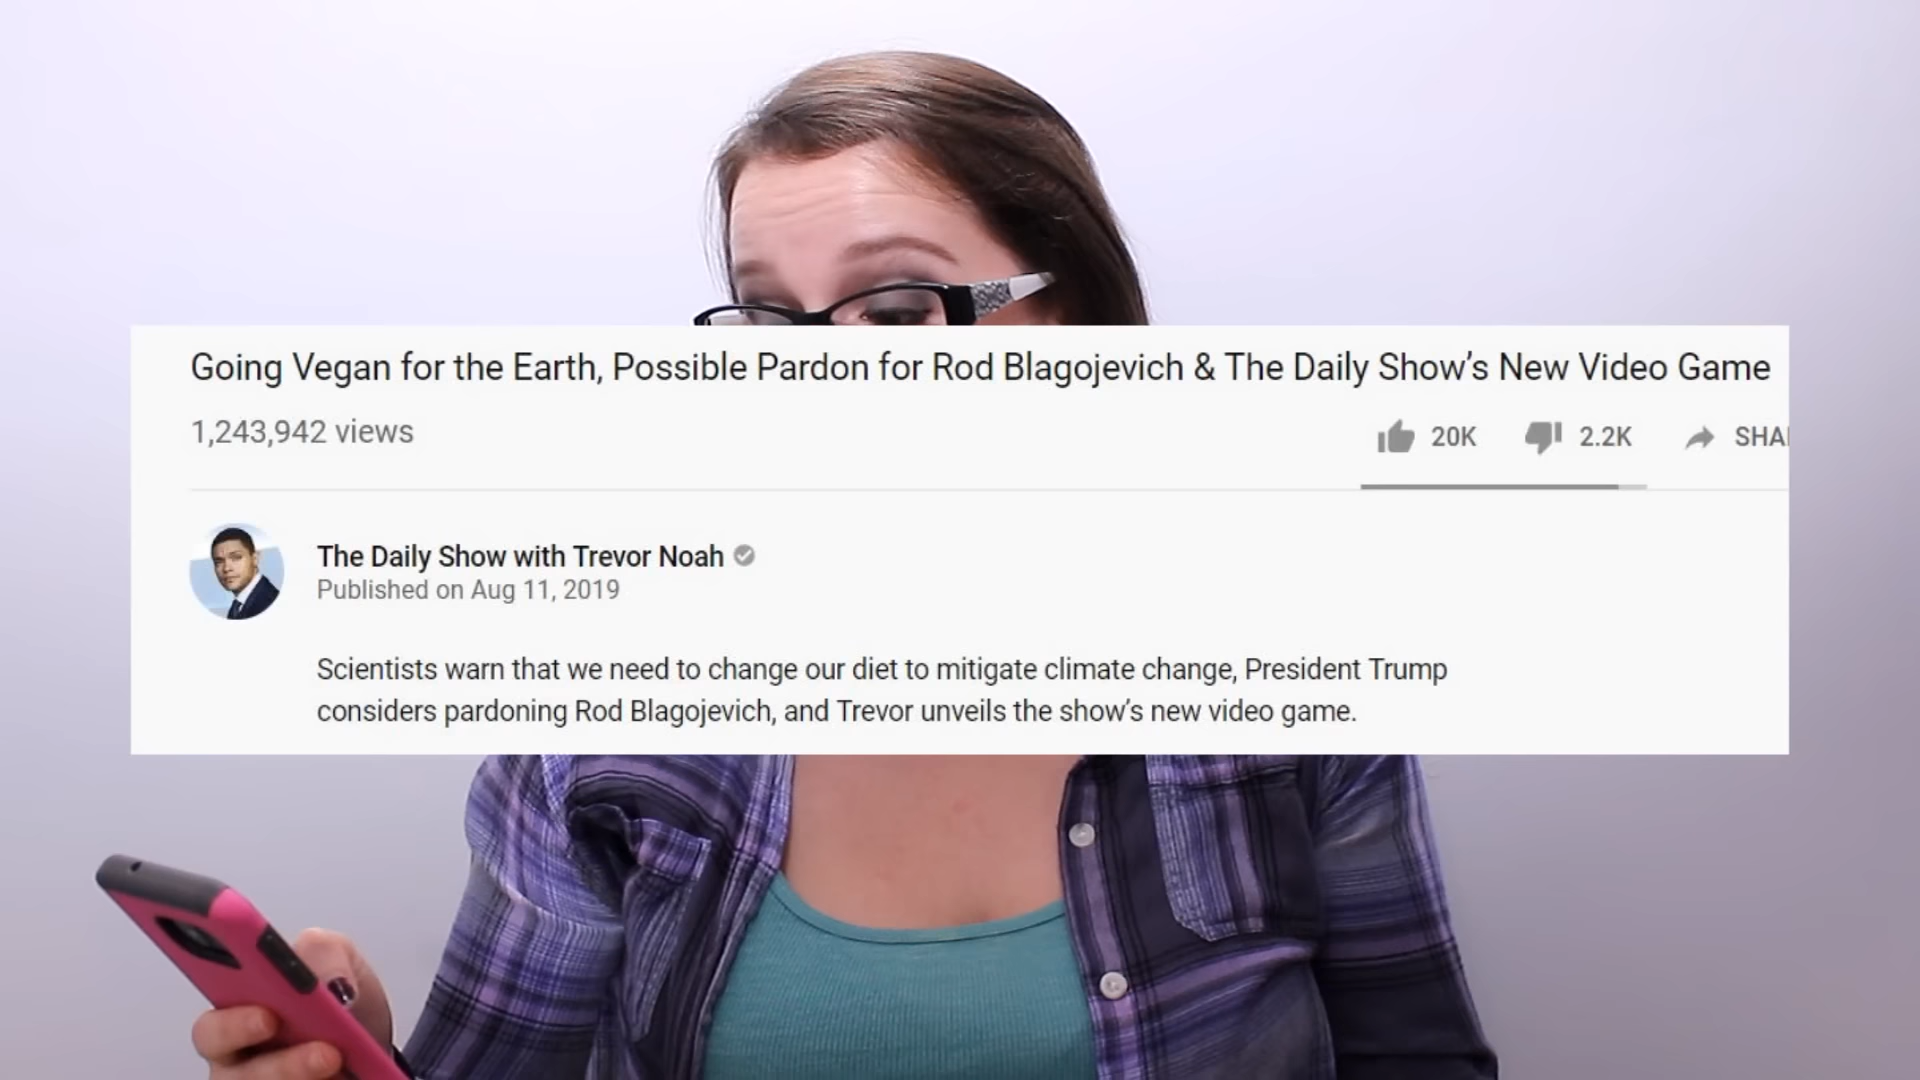 Going Vegan for the Earth, Possible Pardon for Rod Blagojevich & The Daily Show’s New Video Game
1,243,942 views
20K 2.2K SHA
The Daily Show with Trevor Noah
Published on Aug 11, 2019
Scientists warn that we need to change our diet to mitigate climate change, President Trump
considers pardoning Rod Blagojevich, and Trevor unveils the show’s new video game.